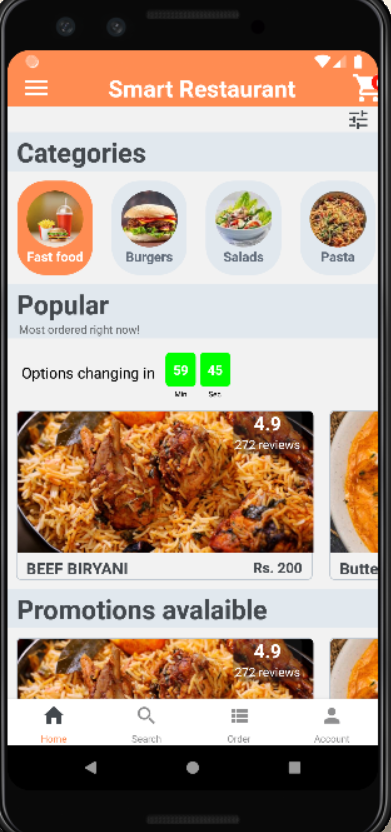 Smart Restaurant
Categories
Fast food
Burgers
Salads
Pasta
Popular
Most ordered right now!
Options changing in 59 45
Min Sec
4.9
272 reviews
BEEF BIRYANI Rs. 200
Butte
Promotions avalaible
4.9
272 reviews
Home Search Order Account